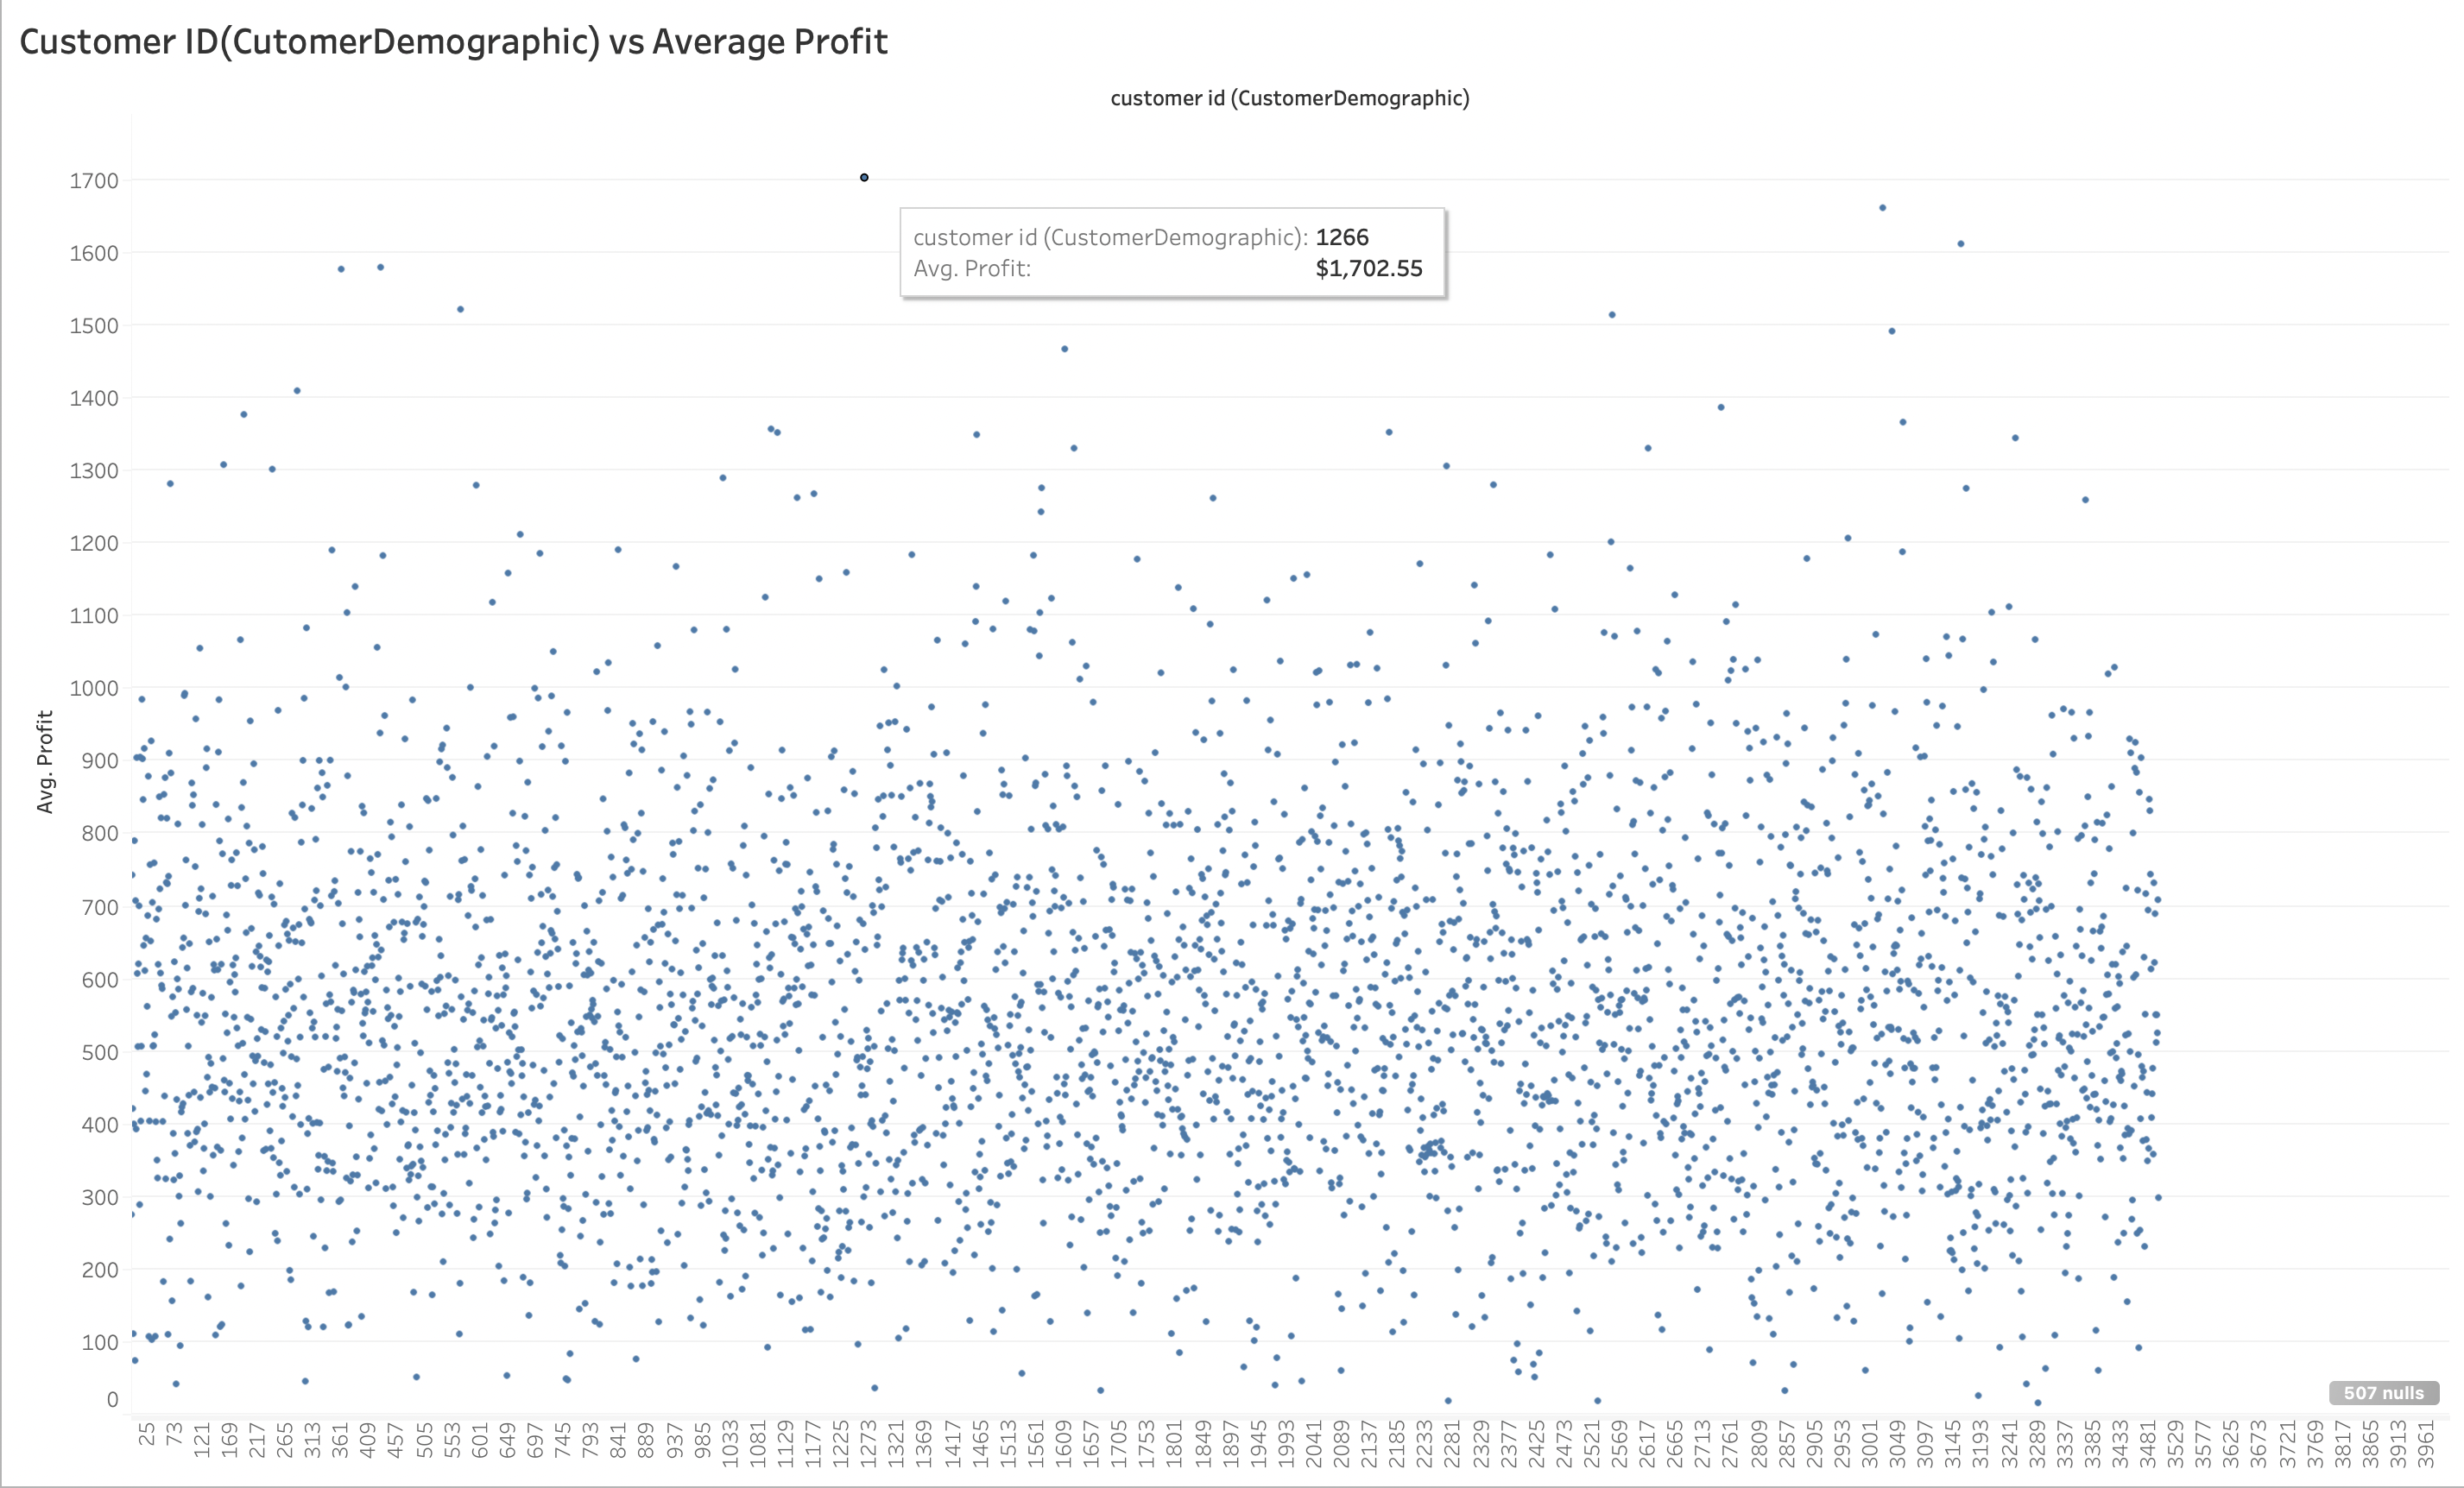 Customer ID(CutomerDemographic) vs Average Profit
customer id (CustomerDemographic)
1700
customer id (CustomerDemographic): 1266
Avg. Profit: $1,702.55
1600
1500
1400
1300
1200
1100
1000
900
800
700
600
500
400
300
200
100
0
Avg. Profit
507 nulls
25 73 121 169 217 265 313 361 409 457 505 553 601 649 697 745 793 841 889 937 985 1033 1081 1129 1177 1225 1273 1321 1369 1417 1465 1513 1561 1609 1657 1705 1753 1801 1849 1897 1945 1993 2041 2089 2137 2185 2233 2281 2329 2377 2425 2473 2521 2569 2617 2665 2713 2761 2809 2857 2905 2953 3001 3049 3097 3145 3193 3241 3289 3337 3385 3433 3481 3529 3577 3625 3673 3721 3769 3817 3865 3913 3961